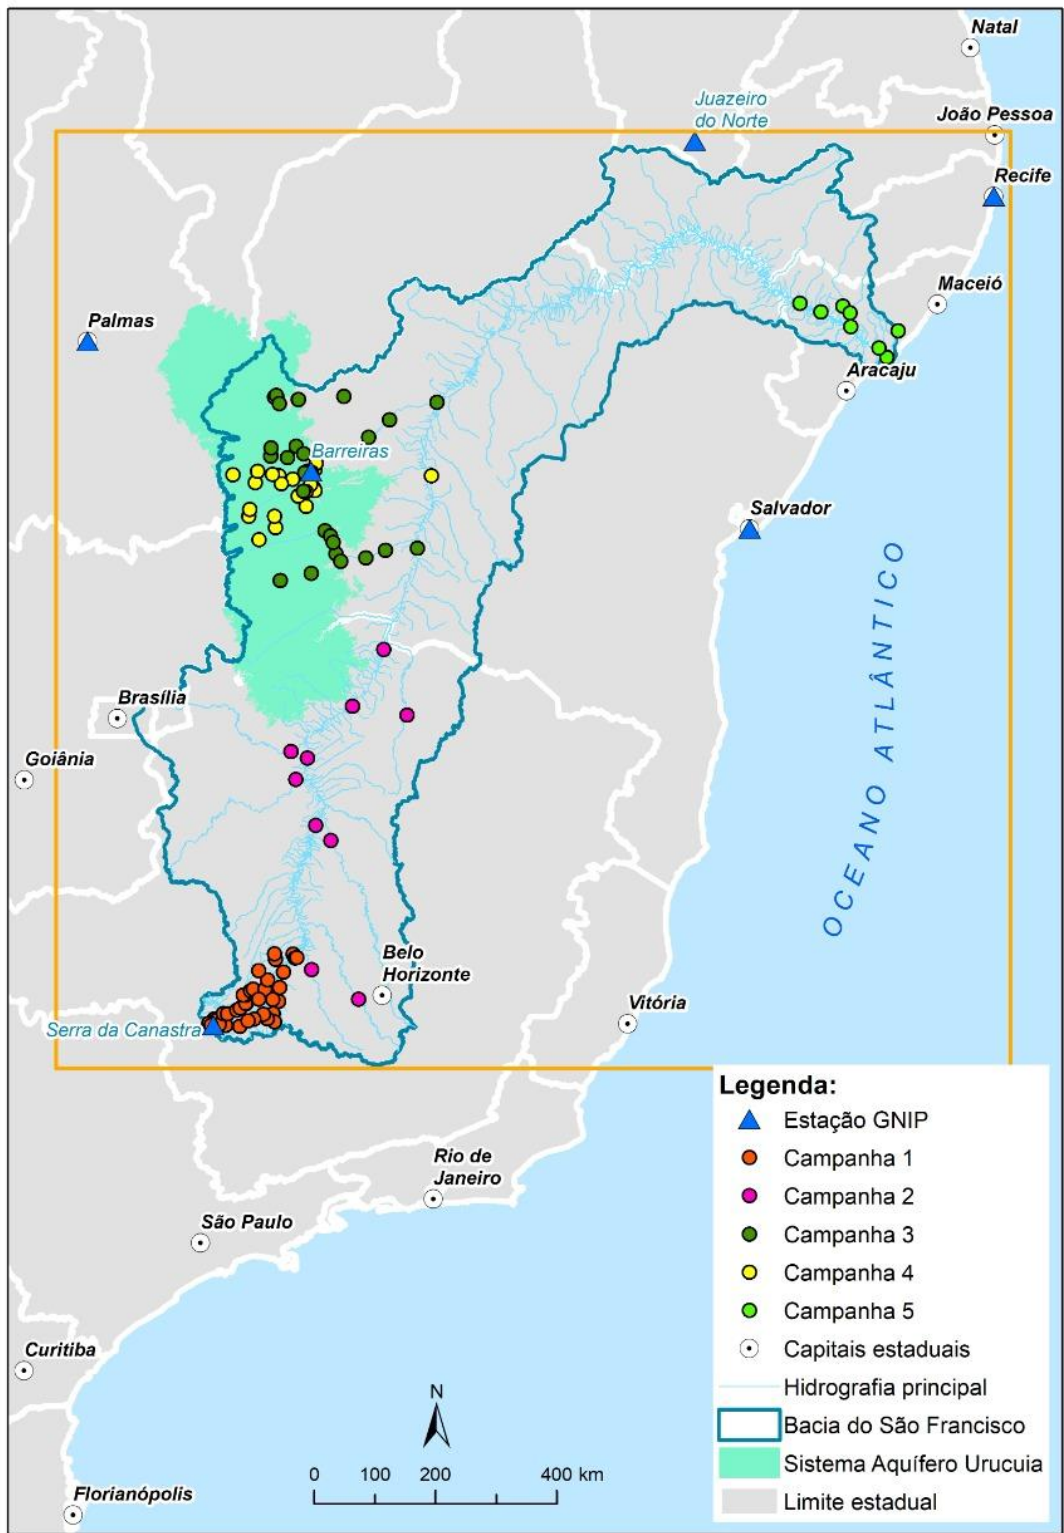 Natal
Juazeiro
do Norte
João Pessoa
Recife
Maceió
Palmas
Aracaju
Barreiras
Salvador
OCEANO ATLÂNTICO
Brasília
Goiânia
Belo
Horizonte
Vitória
Serra da Canastra
Legenda:
Estação GNIP
Campanha 1
Campanha 2
Campanha 3
Campanha 4
Campanha 5
Capitais estaduais
Hidrografia principal
Bacia do São Francisco
Sistema Aquífero Urucuia
Limite estadual
Rio de
Janeiro
São Paulo
Curitiba
N
0 100 200 400 km
Florianópolis